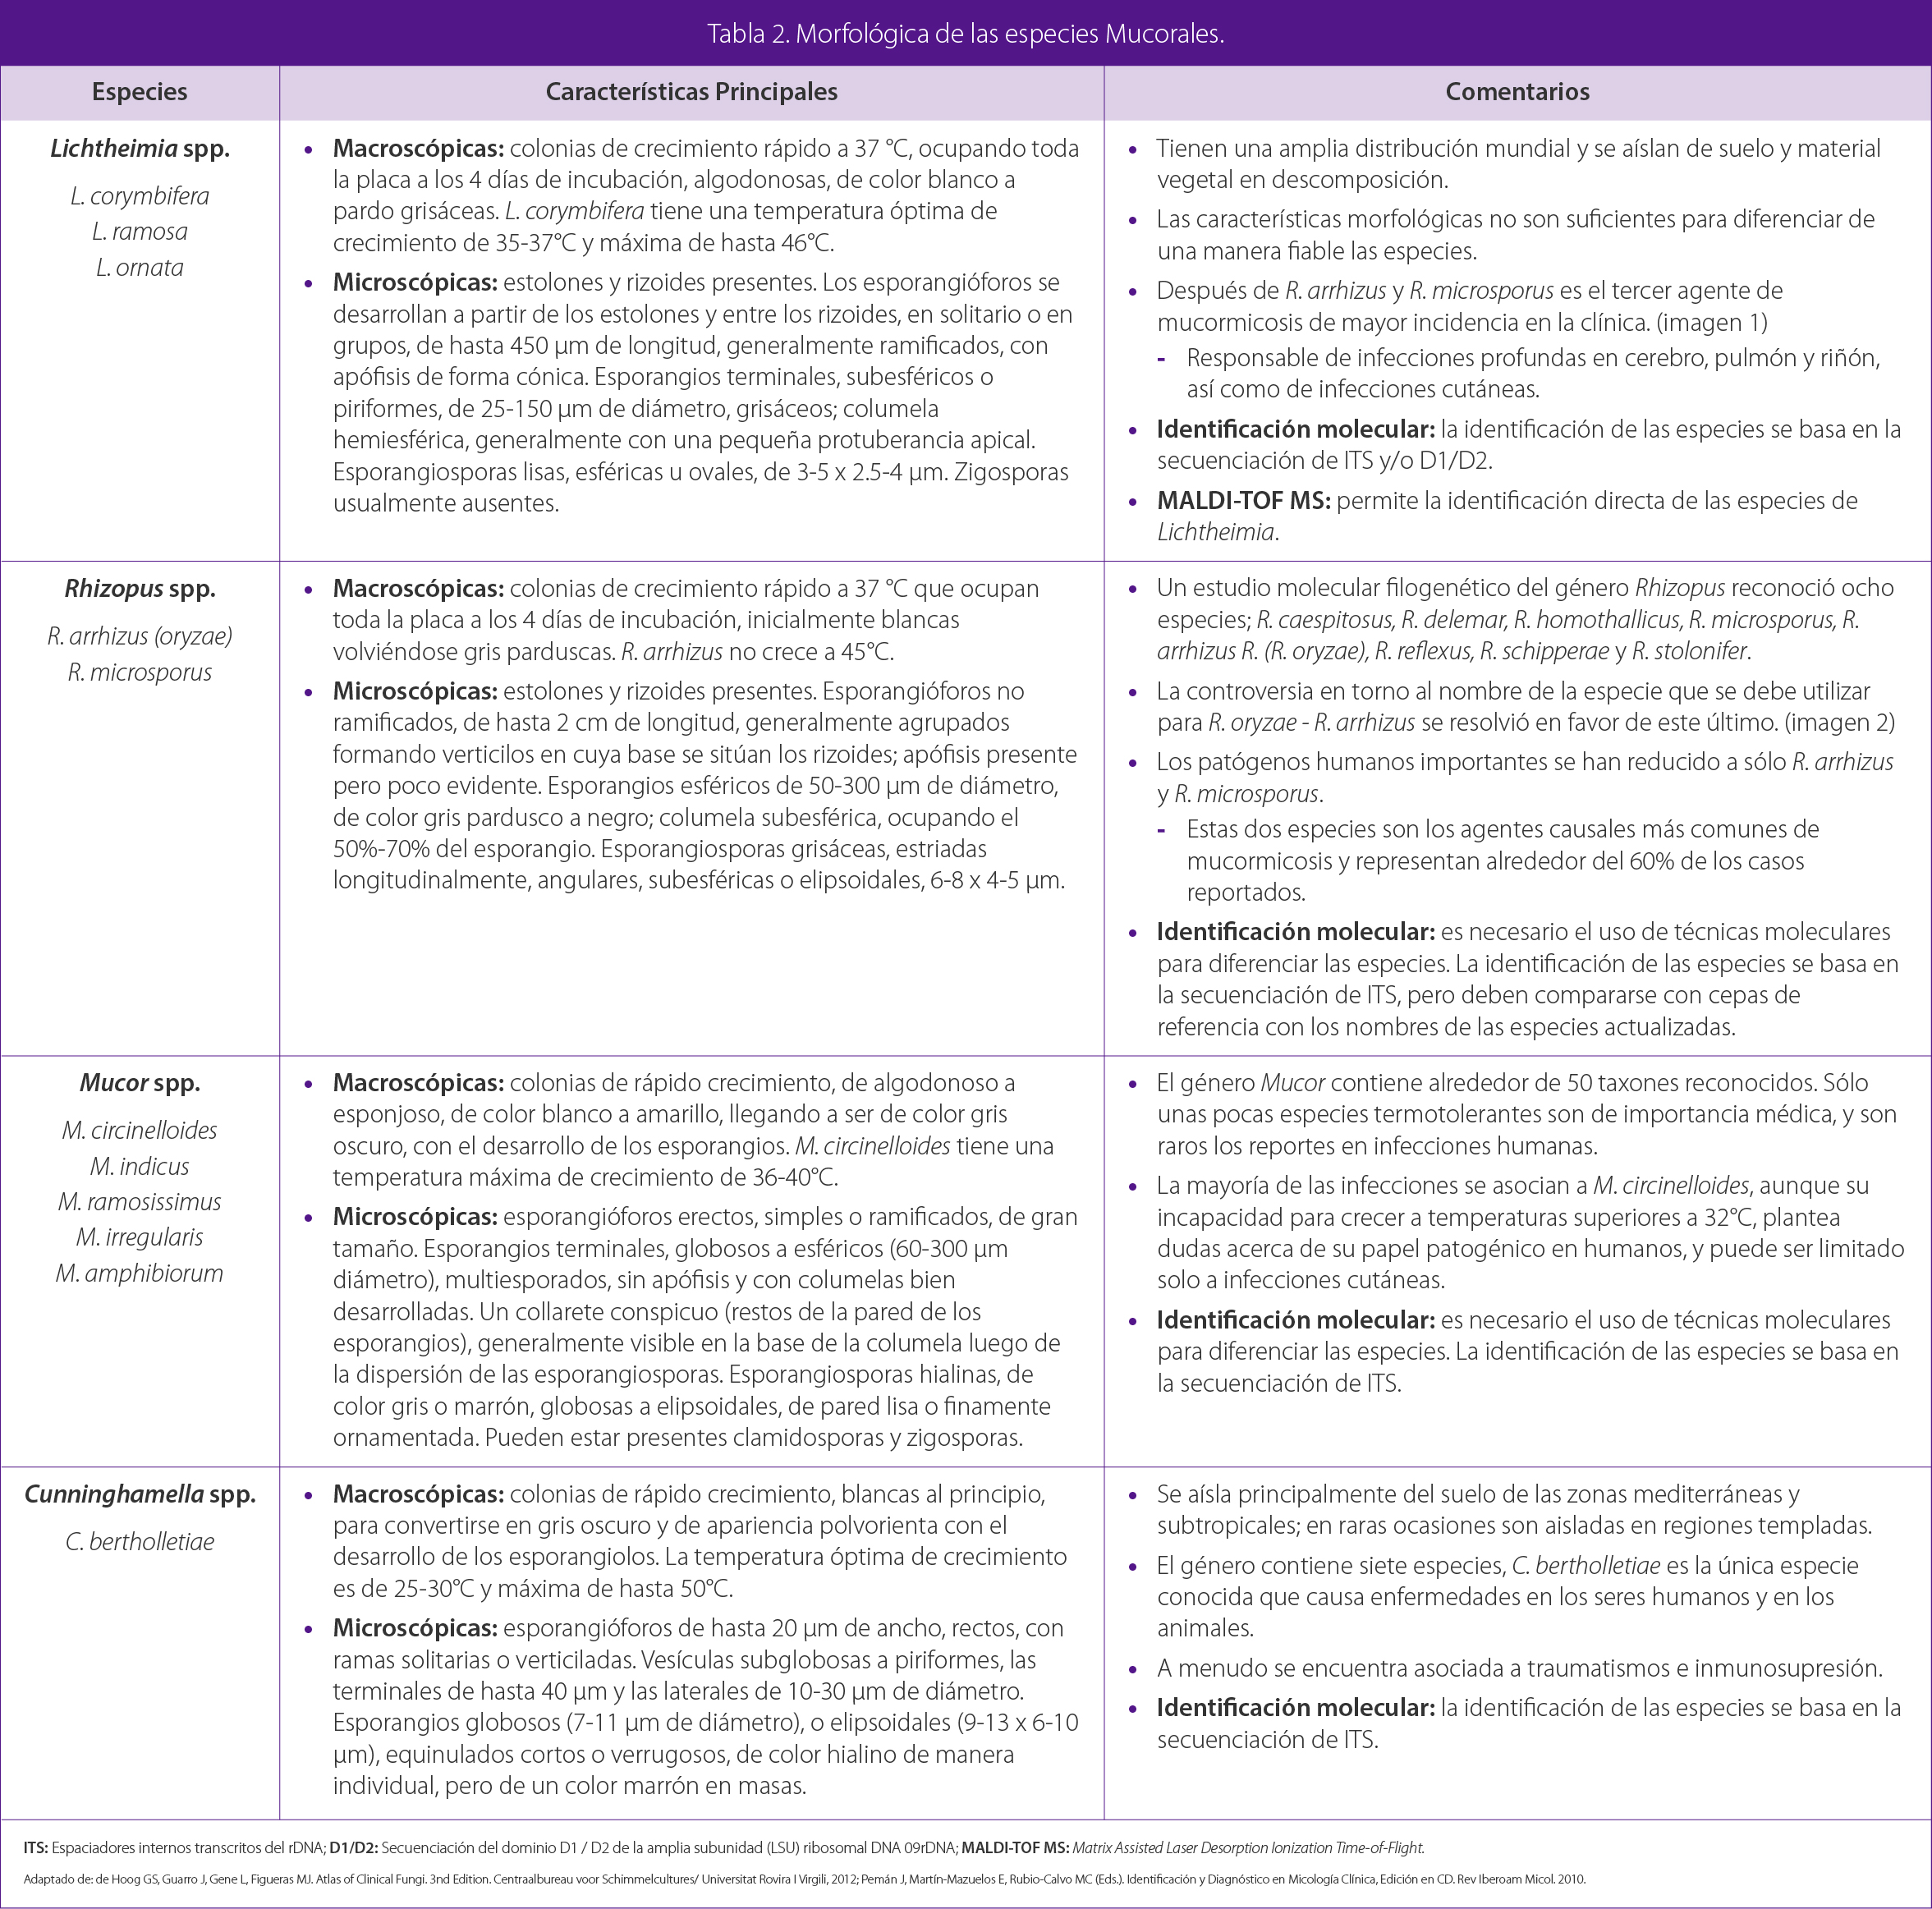 Tabla 2. Morfológica de las especies Mucorales.
Especies
Características Principales
Comentarios
Lichtheimia spp.
L. corymbifera
L. ramosa
L. ornata
• Macroscópicas: colonias de crecimiento rápido a 37 °C, ocupando toda
la placa a los 4 días de incubación, algodonosas, de color blanco a
pardo grisáceas. L. corymbifera tiene una temperatura óptima de
crecimiento de 35-37°C y máxima de hasta 46°C.
• Microscópicas: estolones y rizoides presentes. Los esporangióforos se
desarrollan a partir de los estolones y entre los rizoides, en solitario o en
grupos, de hasta 450 µm de longitud, generalmente ramificados, con
apófisis de forma cónica. Esporangios terminales, subesféricos o
piriformes, de 25-150 µm de diámetro, grisáceos; columela
hemiesférica, generalmente con una pequeña protuberancia apical.
Esporangiosporas lisas, esféricas u ovales, de 3-5 x 2.5-4 µm. Zigosporas
usualmente ausentes.
• Tienen una amplia distribución mundial y se aíslan de suelo y material
vegetal en descomposición.
• Las características morfológicas no son suficientes para diferenciar de
una manera fiable las especies.
• Después de R. arrhizus y R. microsporus es el tercer agente de
mucormicosis de mayor incidencia en la clínica. (imagen 1)
- Responsable de infecciones profundas en cerebro, pulmón y riñón,
así como de infecciones cutáneas.
• Identificación molecular: la identificación de las especies se basa en la
secuenciación de ITS y/o D1/D2.
• MALDI-TOF MS: permite la identificación directa de las especies de
Lichtheimia.
Rhizopus spp.
R. arrhizus (oryzae)
R. microsporus
• Macroscópicas: colonias de crecimiento rápido a 37 °C que ocupan
toda la placa a los 4 días de incubación, inicialmente blancas
volviéndose gris parduscas. R. arrhizus no crece a 45°C.
• Microscópicas: estolones y rizoides presentes. Esporangióforos no
ramificados, de hasta 2 cm de longitud, generalmente agrupados
formando verticilos en cuya base se sitúan los rizoides; apófisis presente
pero poco evidente. Esporangios esféricos de 50-300 µm de diámetro,
de color gris pardusco a negro; columela subesférica, ocupando el
50%-70% del esporangio. Esporangiosporas grisáceas, estriadas
longitudinalmente, angulares, subesféricas o elipsoidales, 6-8 x 4-5 µm.
• Un estudio molecular filogenético del género Rhizopus reconoció ocho
especies; R. caespitosus, R. delemar, R. homothallicus, R. microsporus, R.
arrhizus R. (R. oryzae), R. reflexus, R. schipperae y R. stolonifer.
• La controversia en torno al nombre de la especie que se debe utilizar
para R. oryzae - R. arrhizus se resolvió en favor de este último. (imagen 2)
• Los patógenos humanos importantes se han reducido a sólo R. arrhizus
y R. microsporus.
- Estas dos especies son los agentes causales más comunes de
mucormicosis y representan alrededor del 60% de los casos
reportados.
• Identificación molecular: es necesario el uso de técnicas moleculares
para diferenciar las especies. La identificación de las especies se basa en
la secuenciación de ITS, pero deben compararse con cepas de
referencia con los nombres de las especies actualizadas.
Mucor spp.
M. circinelloides
M. indicus
M. ramosissimus
M. irregularis
M. amphibiorum
• Macroscópicas: colonias de rápido crecimiento, de algodonoso a
esponjoso, de color blanco a amarillo, llegando a ser de color gris
oscuro, con el desarrollo de los esporangios. M. circinelloides tiene una
temperatura máxima de crecimiento de 36-40°C.
• Microscópicas: esporangióforos erectos, simples o ramificados, de gran
tamaño. Esporangios terminales, globosos a esféricos (60-300 µm
diámetro), multiesporados, sin apófisis y con columelas bien
desarrolladas. Un collarete conspicuo (restos de la pared de los
esporangios), generalmente visible en la base de la columela luego de
la dispersión de las esporangiosporas. Esporangiosporas hialinas, de
color gris o marrón, globosas a elipsoidales, de pared lisa o finamente
ornamentada. Pueden estar presentes clamidosporas y zigosporas.
• El género Mucor contiene alrededor de 50 taxones reconocidos. Sólo
unas pocas especies termotolerantes son de importancia médica, y son
raros los reportes en infecciones humanas.
• La mayoría de las infecciones se asocian a M. circinelloides, aunque su
incapacidad para crecer a temperaturas superiores a 32°C, plantea
dudas acerca de su papel patogénico en humanos, y puede ser limitado
solo a infecciones cutáneas.
• Identificación molecular: es necesario el uso de técnicas moleculares
para diferenciar las especies. La identificación de las especies se basa en
la secuenciación de ITS.
Cunninghamella spp.
C. bertholletiae
• Macroscópicas: colonias de rápido crecimiento, blancas al principio,
para convertirse en gris oscuro y de apariencia polvorienta con el
desarrollo de los esporangiolos. La temperatura óptima de crecimiento
es de 25-30°C y máxima de hasta 50°C.
• Microscópicas: esporangióforos de hasta 20 µm de ancho, rectos, con
ramas solitarias o verticiladas. Vesículas subglobosas a piriformes, las
terminales de hasta 40 µm y las laterales de 10-30 µm de diámetro.
Esporangios globosos (7-11 µm de diámetro), o elipsoidales (9-13 x 6-10
µm), equinulados cortos o verrugosos, de color hialino de manera
individual, pero de un color marrón en masas.
• Se aísla principalmente del suelo de las zonas mediterráneas y
subtropicales; en raras ocasiones son aisladas en regiones templadas.
• El género contiene siete especies, C. bertholletiae es la única especie
conocida que causa enfermedades en los seres humanos y en los
animales.
• A menudo se encuentra asociada a traumatismos e inmunosupresión.
• Identificación molecular: la identificación de las especies se basa en la
secuenciación de ITS.
ITS: Espaciadores internos transcritos del rDNA; D1/D2: Secuenciación del dominio D1 / D2 de la amplia subunidad (LSU) ribosomal DNA 09rDNA; MALDI-TOF MS: Matrix Assisted Laser Desorption Ionization Time-of-Flight.
Adaptado de: de Hoog GS, Guarro J, Gene L, Figueras MJ. Atlas of Clinical Fungi. 3nd Edition. Centraalbureau voor Schimmelcultures/ Universitat Rovira I Virgili, 2012; Pemán J, Martín-Mazuelos E, Rubio-Calvo MC (Eds.). Identificación y Diagnóstico en Micología Clínica, Edición en CD. Rev Iberoam Micol. 2010.